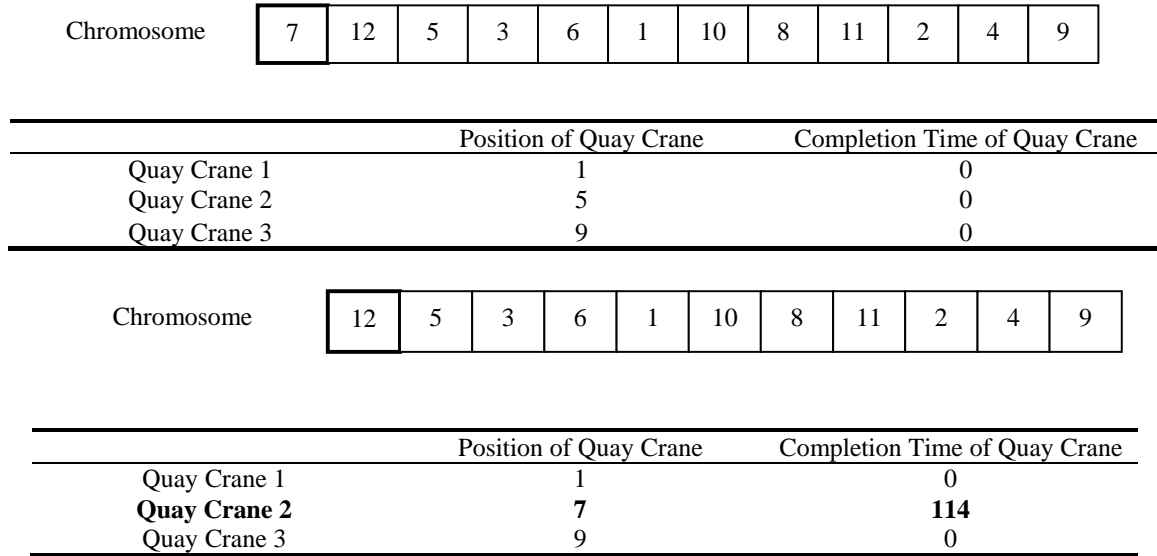 Chromosome 7 12 5 3 6 1 10 8 11 2 4 9
Position of Quay Crane Completion Time of Quay Crane
Quay Crane 1 1 0
Quay Crane 2 5 0
Quay Crane 3 9 0
Chromosome 12 5 3 6 1 10 8 11 2 4 9
Position of Quay Crane Completion Time of Quay Crane
Quay Crane 1 1 0
Quay Crane 2 7 114
Quay Crane 3 9 0